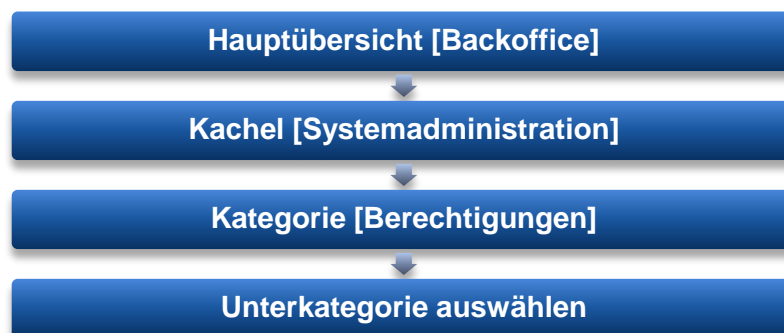 Hauptübersicht [Backoffice]
Kachel [Systemadministration]
Kategorie [Berechtigungen]
Unterkategorie auswählen